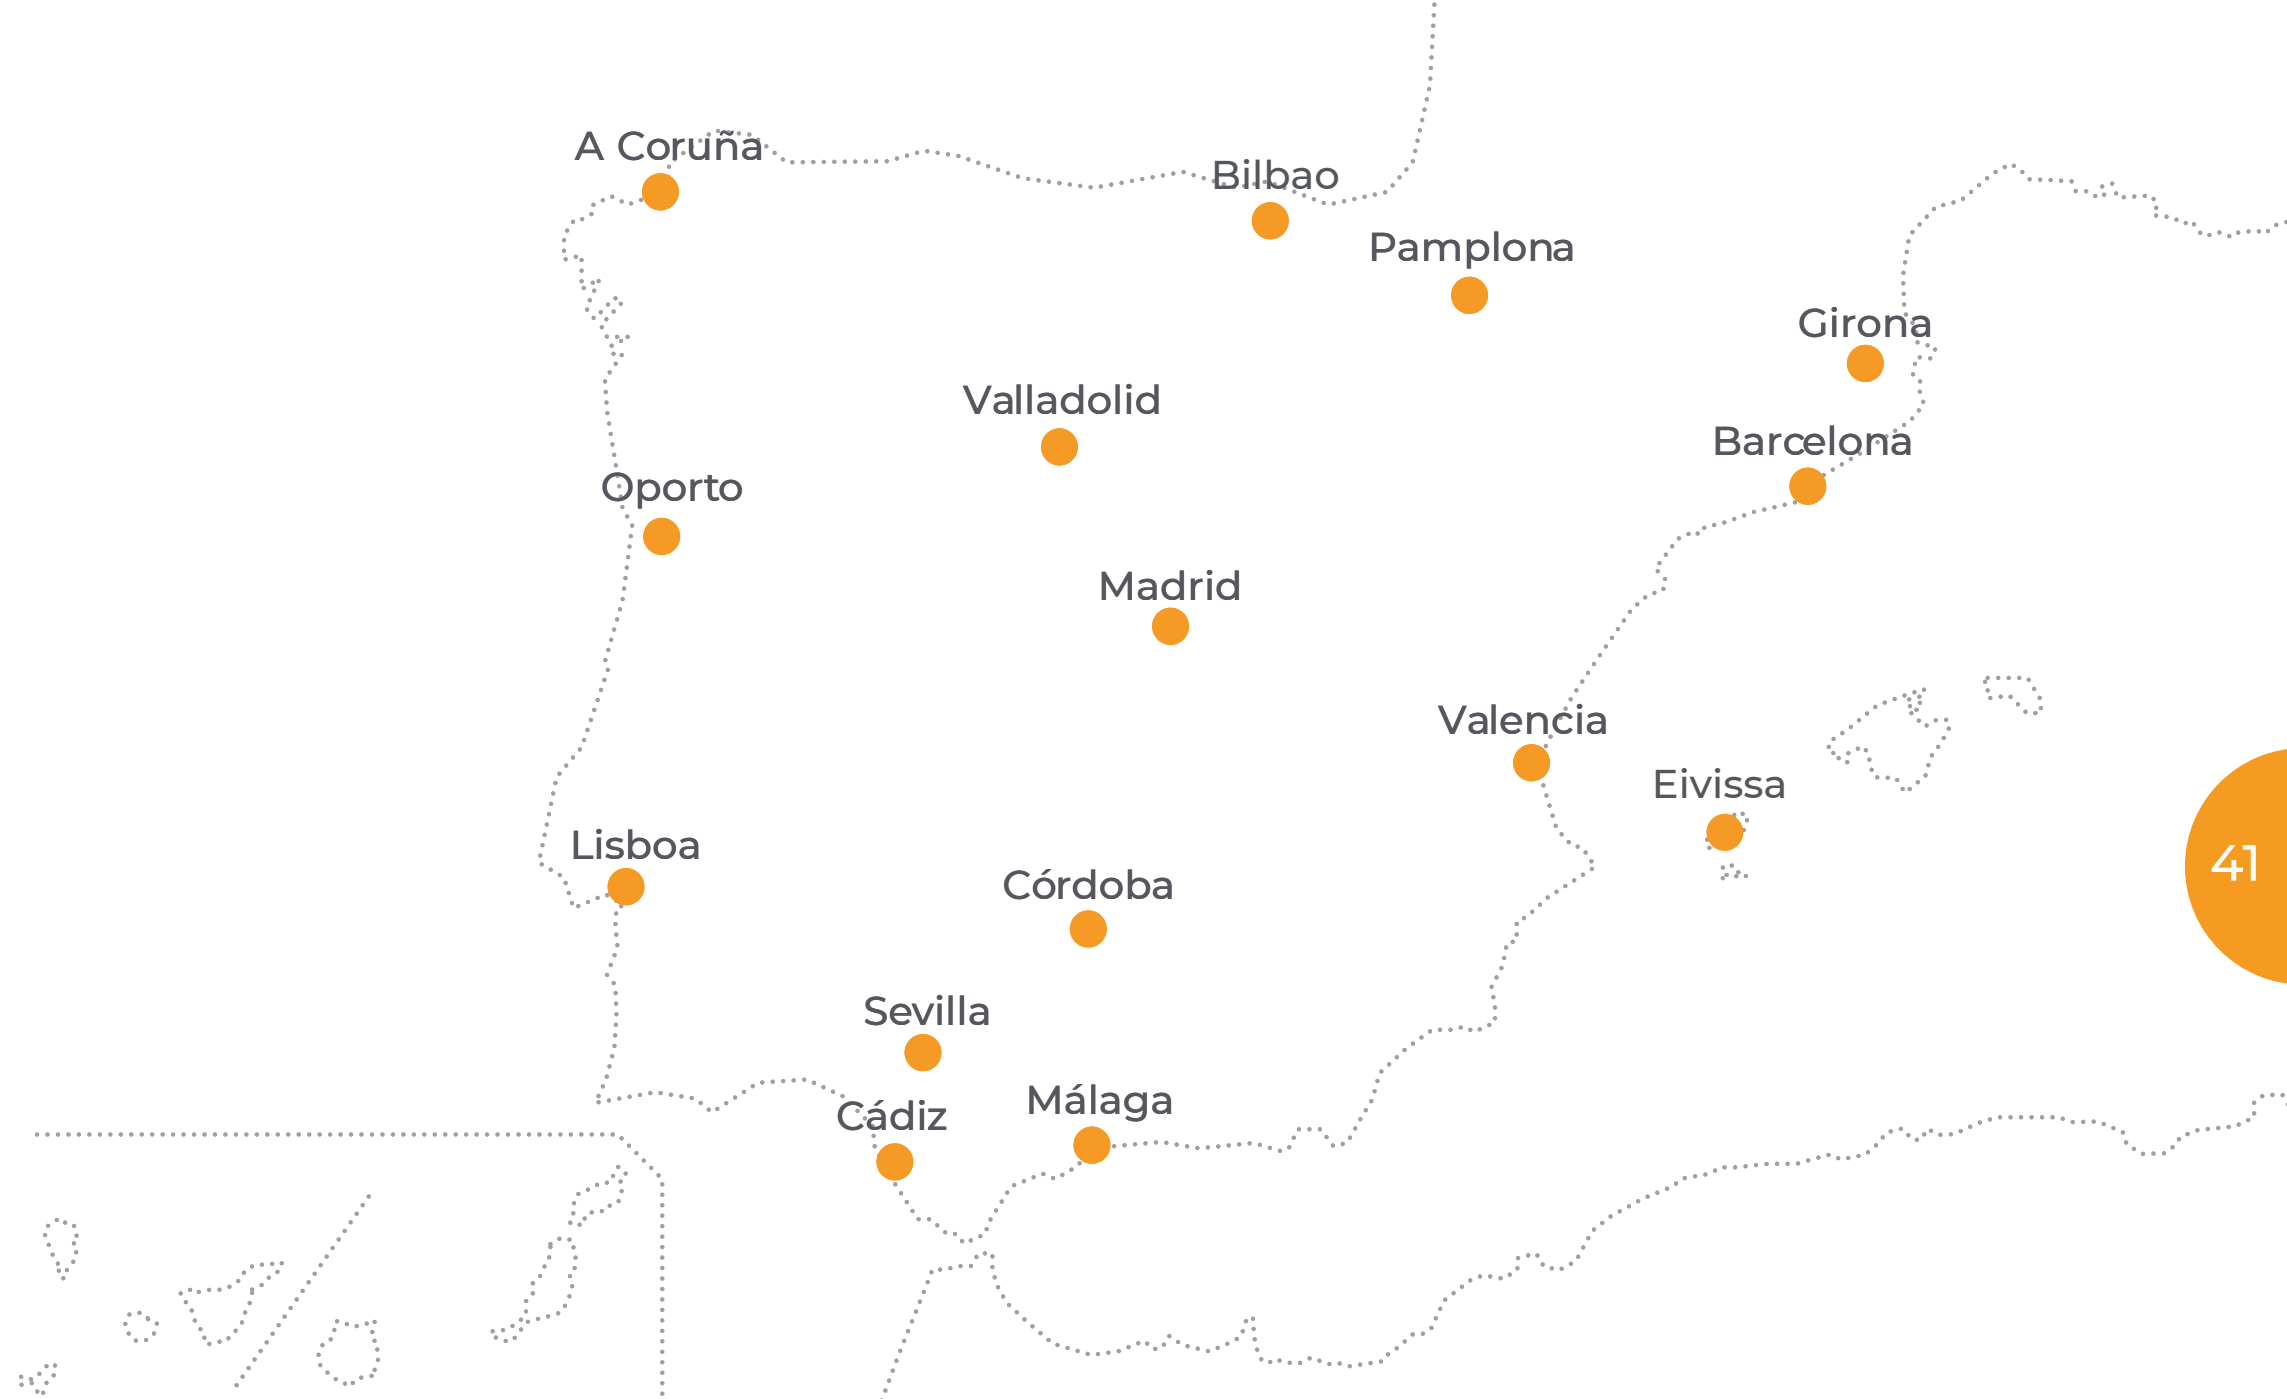 A Coruña
Bilbao
Pamplona
Girona
Valladolid
Barcelona
Oporto
Madrid
Valencia
Eivissa
Lisboa
41
Córdoba
Sevilla
Málaga
Cádiz